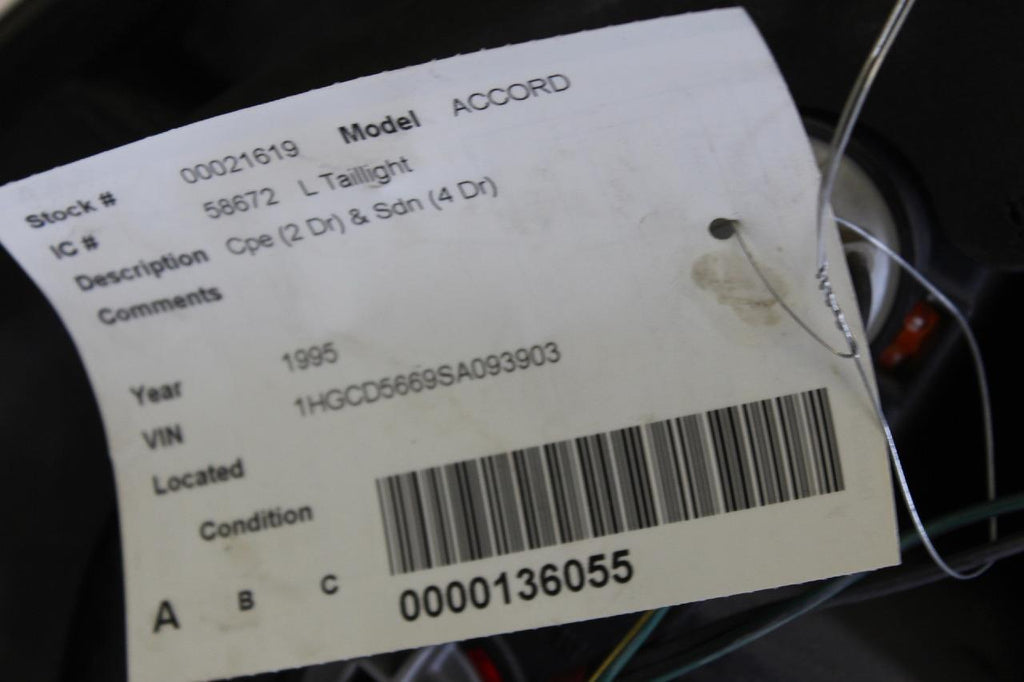 Stock # 00021619 Model ACCORD
IC # 58672 L Taillight
Description Cpe (2 Dr) & Sdn (4 Dr)
Comments
Year 1995
VIN 1HGCD5669SA093903
Located
Condition
A B C
0000136055